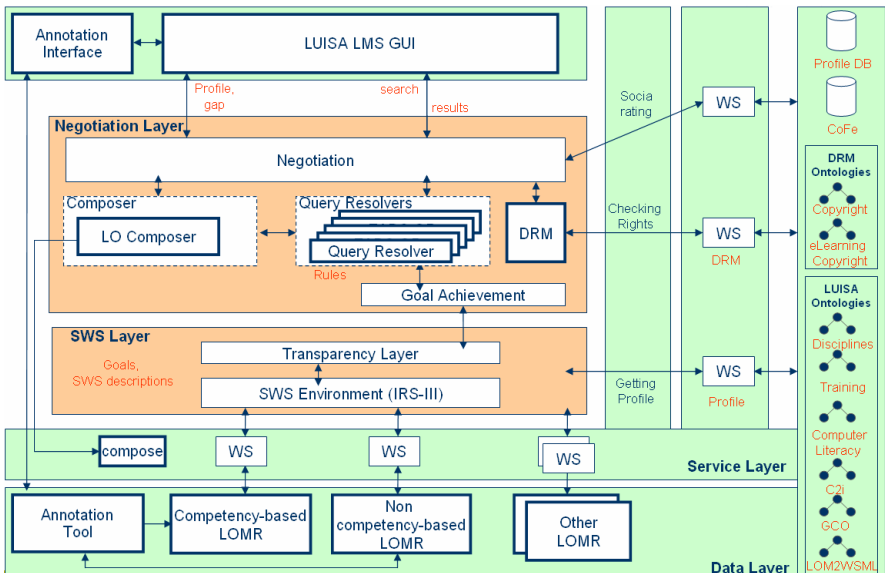 Annotation
Interface
LUISA LMS GUI
Profile,
gap
search
results
Negotiation Layer
Negotiation
Composer
LO Composer
Query Resolvers
Query Resolver
Rules
DRM
Goal Achievement
SWS Layer
Goals,
SWS descriptions
Transparency Layer
SWS Environment (IRS-III)
Socia
rating
Checking
Rights
Getting
Profile
WS
WS
DRM
WS
Profile
Profile DB
CoFe
DRM
Ontologies
Copyright
eLearning
Copyright
LUISA
Ontologies
Disciplines
Training
Computer
Literacy
C2i
GCO
LOM2WSML
compose
WS
WS
WS
Service Layer
Annotation
Tool
Competency-based
LOMR
Non
competency-based
LOMR
Other
LOMR
Data Layer